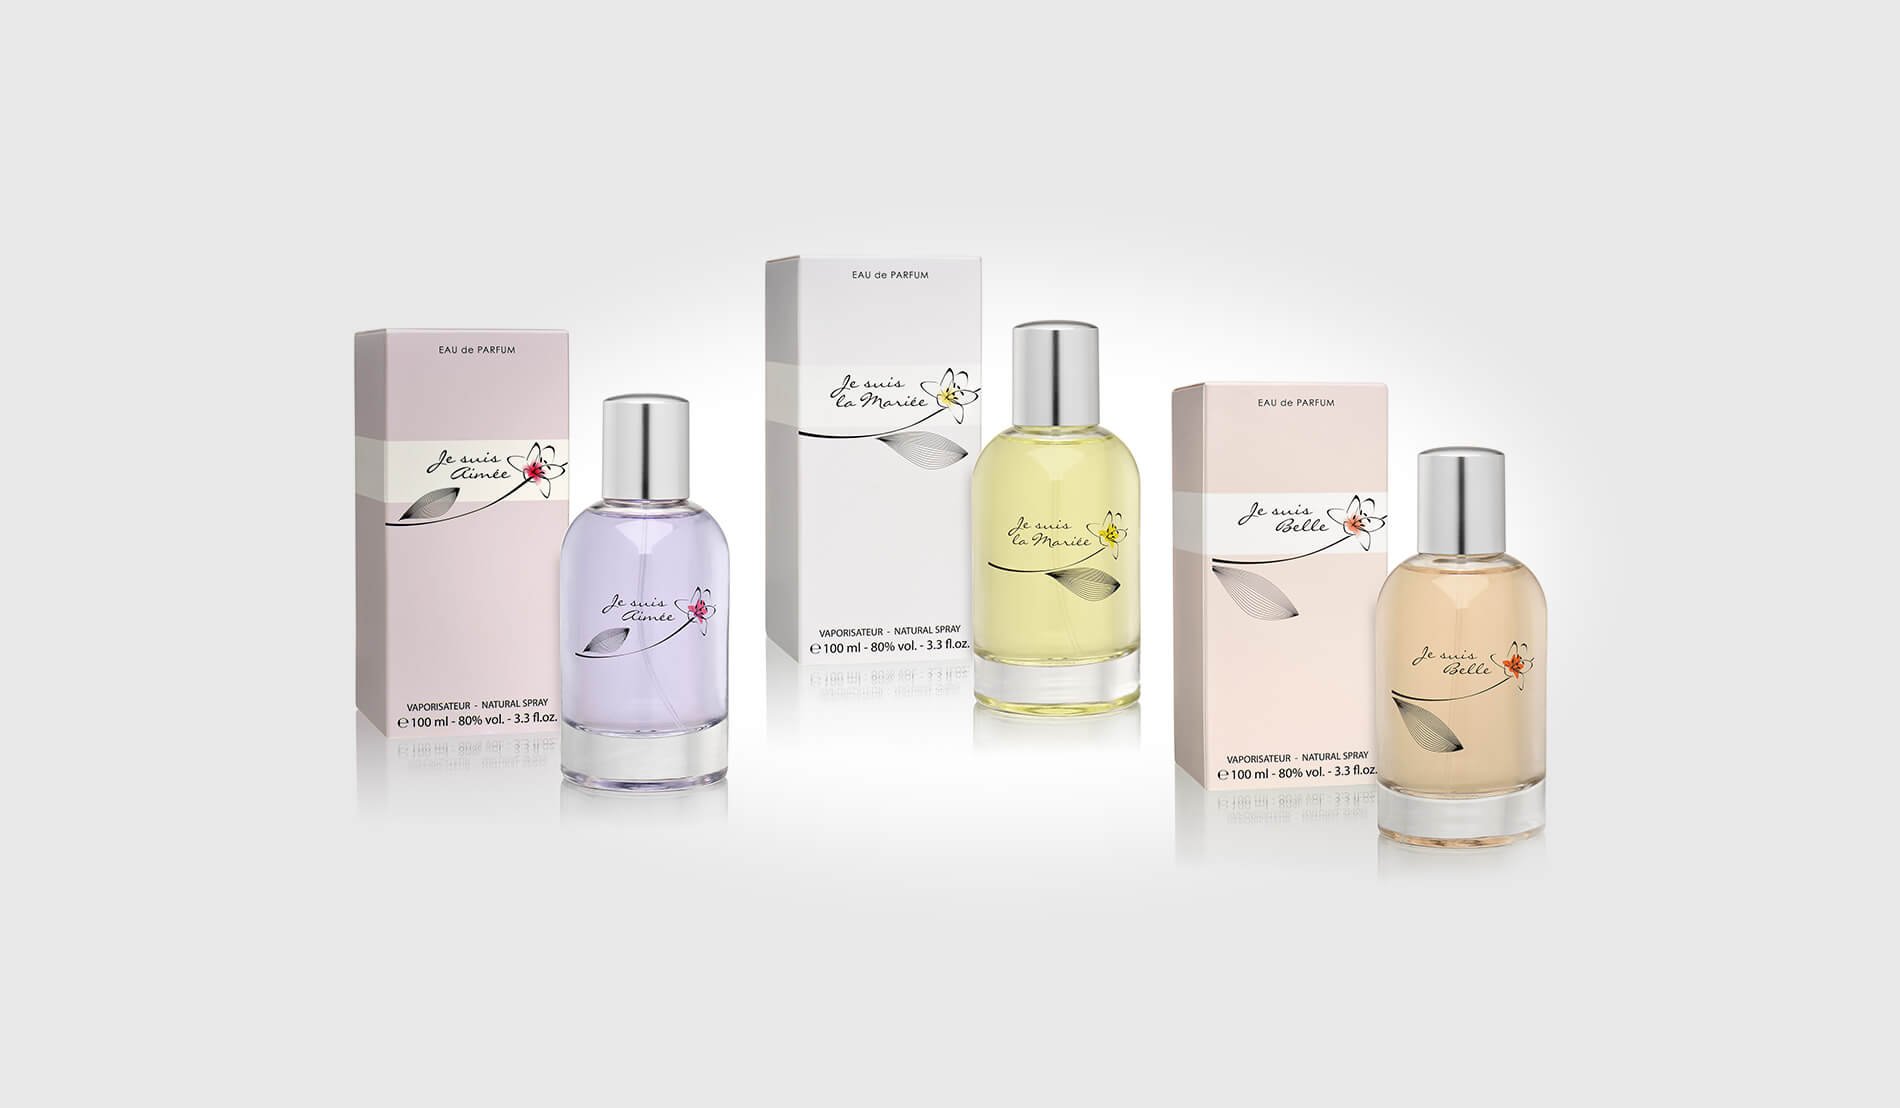 EAU de PARFUM
Je suis
Aimée
VAPORISATEUR - NATURAL SPRAY
℮ 100 ml - 80% vol. - 3.3 fl.oz.
Je suis
Aimée
EAU de PARFUM
Je suis
la Mariée
VAPORISATEUR - NATURAL SPRAY
℮ 100 ml - 80% vol. - 3.3 fl.oz.
Je suis
la Mariée
EAU de PARFUM
Je suis
Belle
VAPORISATEUR - NATURAL SPRAY
℮ 100 ml - 80% vol. - 3.3 fl.oz.
Je suis
Belle